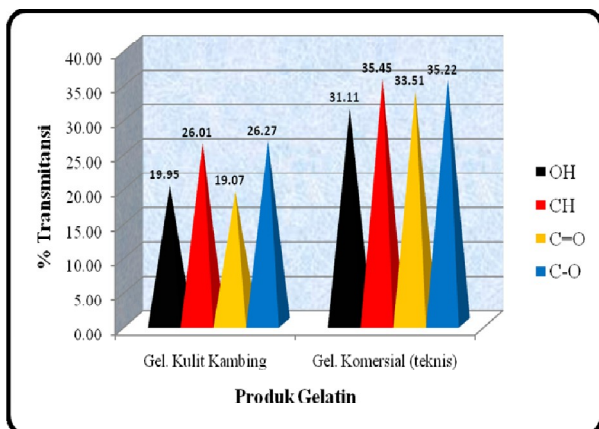 % Transmitansi
40.00
35.00
30.00
25.00
20.00
15.00
10.00
5.00
0.00
19.95
26.01
19.07
26.27
31.11
35.45
33.51
35.22
Gel. Kulit Kambing
Gel. Komersial (teknis)
Produk Gelatin
OH
CH
C=O
C-O